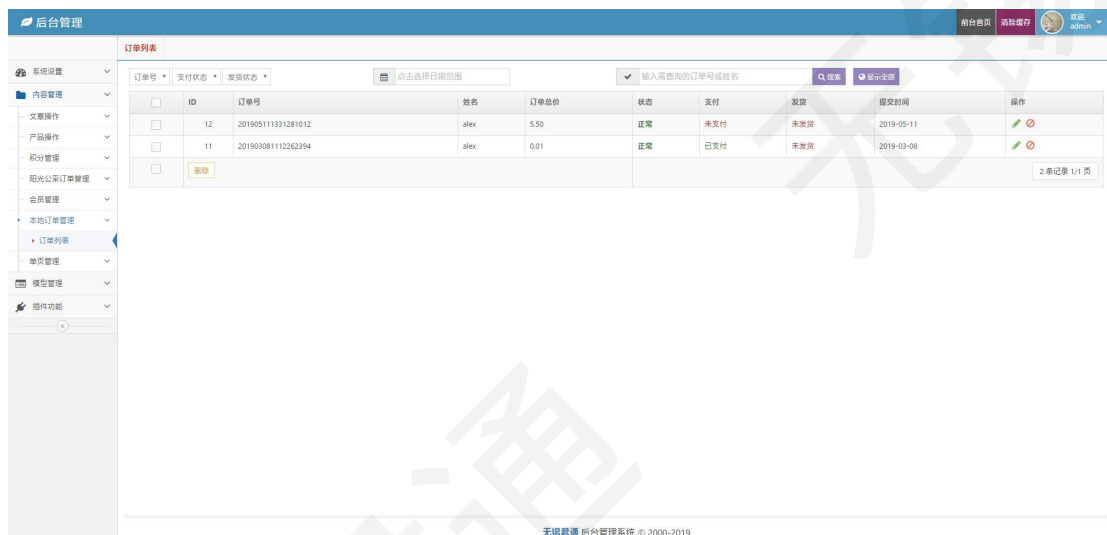 后台管理
前台首页 清除缓存 欢迎, admin
订单列表
系统设置
内容管理
文章操作
产品操作
积分管理
阳光公采订单管理
会员管理
本地订单管理
订单列表
单页管理
模型管理
插件功能
订单号 支付状态 发货状态 点击选择日期范围 输入需查询的订单号或姓名 搜索 显示全部
ID 订单号 姓名 订单总价 状态 支付 发货 提交时间 操作
12 201905111331281012 alex 5.50 正常 未支付 未发货 2019-05-11
11 201903081112262394 alex 0.01 正常 已支付 未发货 2019-03-08
删除 2 条记录 1/1 页
无锡君通 后台管理系统 © 2000-2019
通